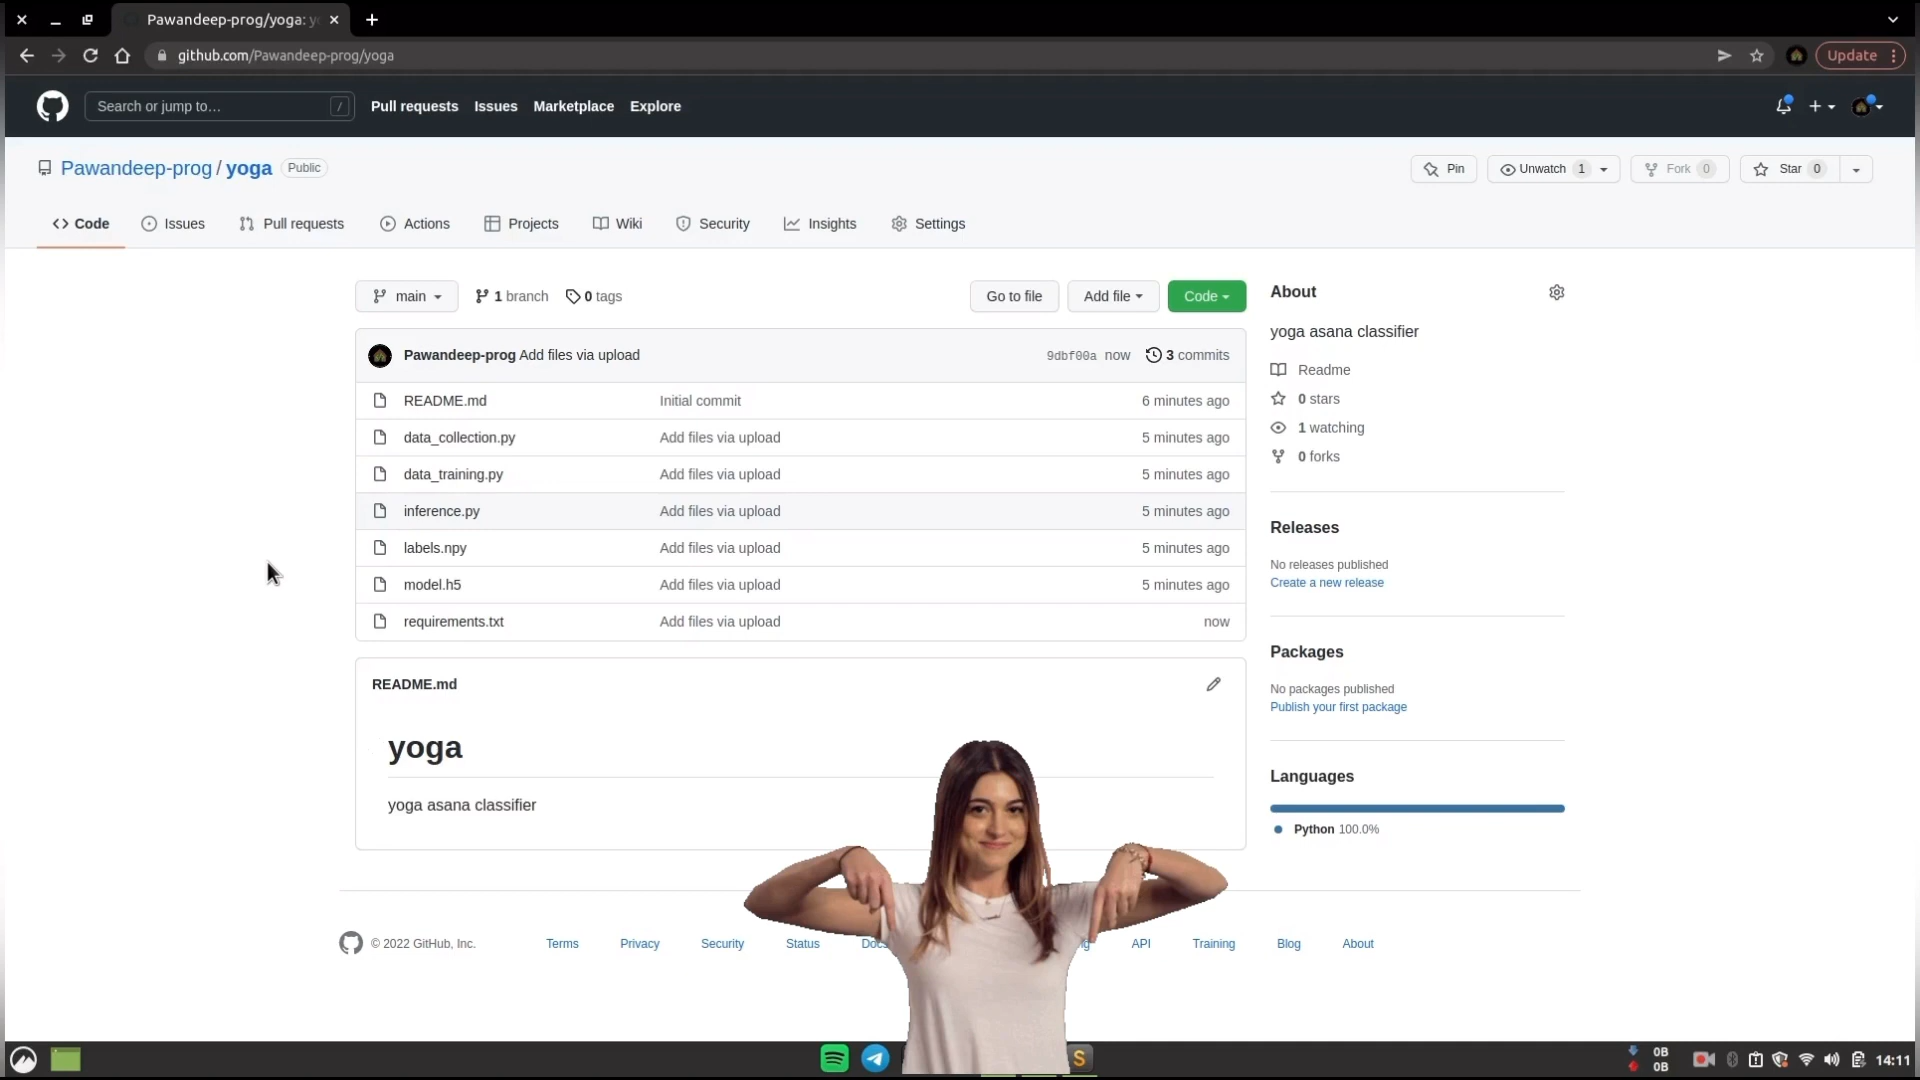 Pawandeep-prog/yoga: y
github.com/Pawandeep-prog/yoga
Update
Search or jump to…
/
Pull requests
Issues
Marketplace
Explore
Pawandeep-prog / yoga
Public
Pin
Unwatch 1
Fork 0
Star 0
Code
Issues
Pull requests
Actions
Projects
Wiki
Security
Insights
Settings
main
1 branch
0 tags
Go to file
Add file
Code
Pawandeep-prog Add files via upload
9dbf00a now
3 commits
README.md
Initial commit
6 minutes ago
data_collection.py
Add files via upload
5 minutes ago
data_training.py
Add files via upload
5 minutes ago
inference.py
Add files via upload
5 minutes ago
labels.npy
Add files via upload
5 minutes ago
model.h5
Add files via upload
5 minutes ago
requirements.txt
Add files via upload
now
README.md
yoga
yoga asana classifier
About
yoga asana classifier
Readme
0 stars
1 watching
0 forks
Releases
No releases published
Create a new release
Packages
No packages published
Publish your first package
Languages
Python 100.0%
© 2022 GitHub, Inc.
Terms
Privacy
Security
Status
Docs
API
Training
Blog
About
S
0B
0B
14:11